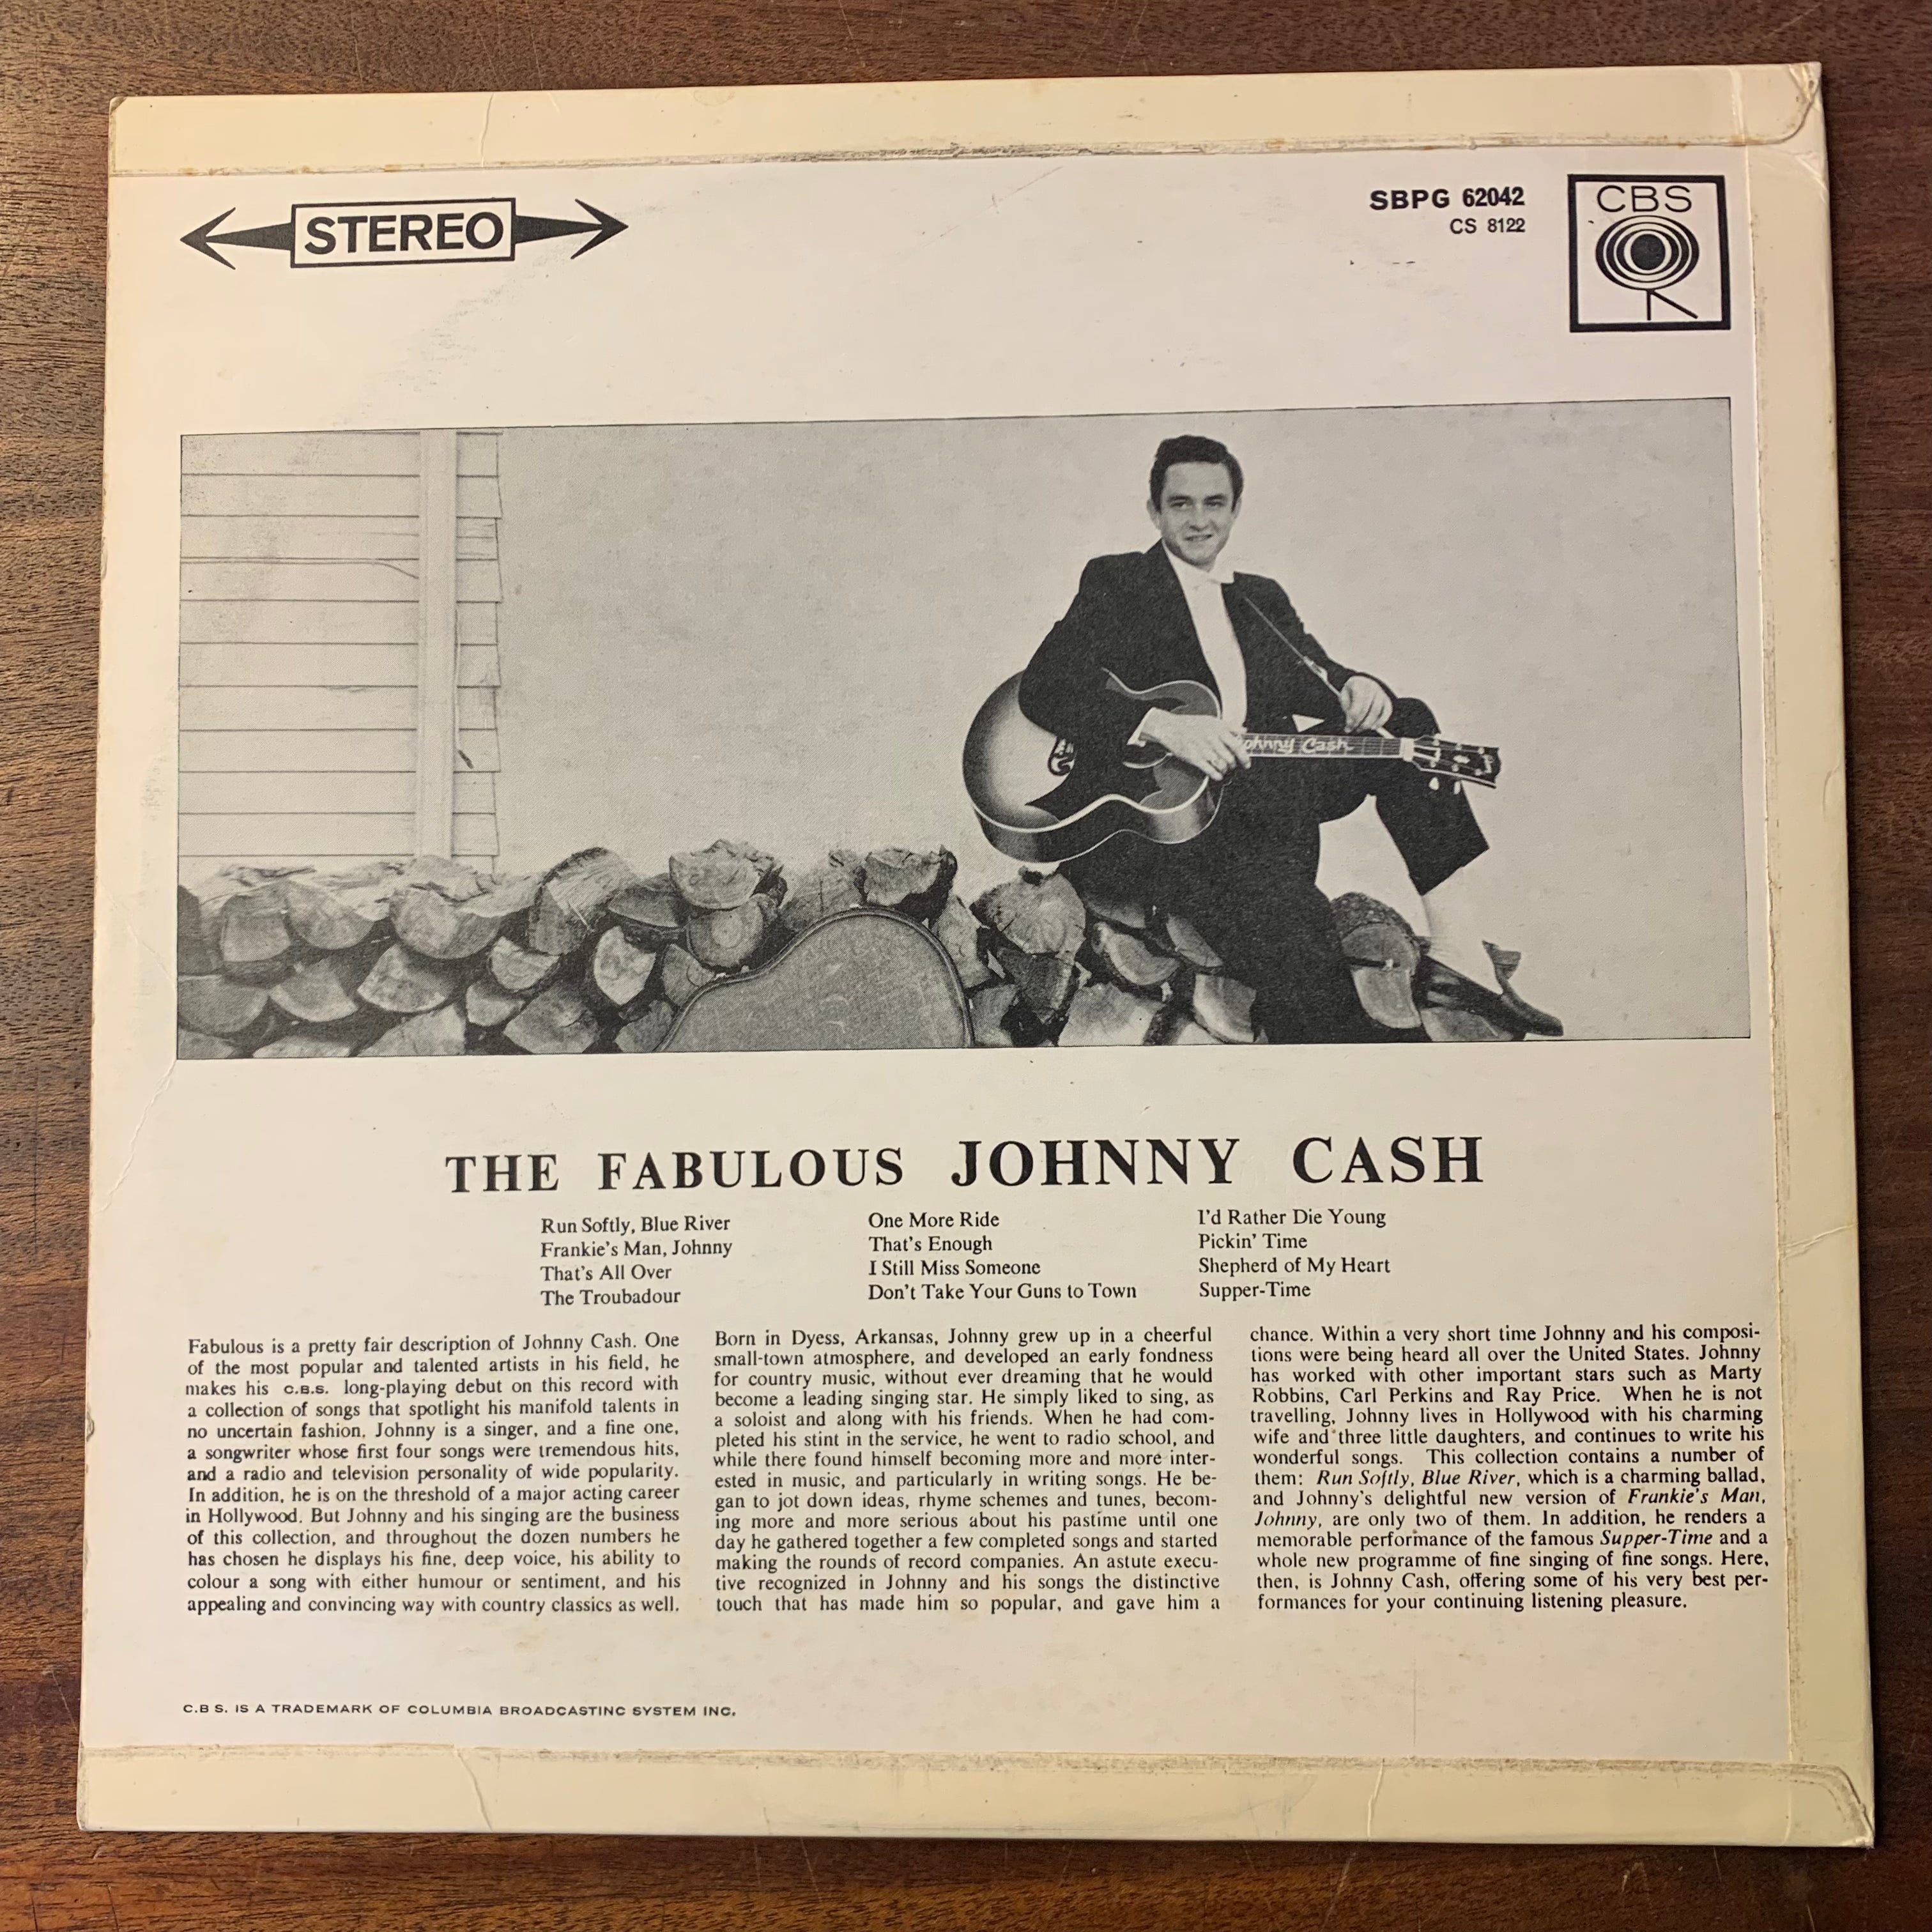 STEREO
SBPG 62042
CS 8122
CBS
Johnny Cash
THE FABULOUS JOHNNY CASH
Run Softly, Blue River
Frankie's Man, Johnny
That's All Over
The Troubadour
One More Ride
That's Enough
I Still Miss Someone
Don't Take Your Guns to Town
I'd Rather Die Young
Pickin' Time
Shepherd of My Heart
Supper-Time
Fabulous is a pretty fair description of Johnny Cash. One
of the most popular and talented artists in his field, he
makes his C.B.S. long-playing debut on this record with
a collection of songs that spotlight his manifold talents in
no uncertain fashion. Johnny is a singer, and a fine one,
a songwriter whose first four songs were tremendous hits,
and a radio and television personality of wide popularity.
In addition, he is on the threshold of a major acting career
in Hollywood. But Johnny and his singing are the business
of this collection, and throughout the dozen numbers he
has chosen he displays his fine, deep voice, his ability to
colour a song with either humour or sentiment, and his
appealing and convincing way with country classics as well.
Born in Dyess, Arkansas, Johnny grew up in a cheerful
small-town atmosphere, and developed an early fondness
for country music, without ever dreaming that he would
become a leading singing star. He simply liked to sing, as
a soloist and along with his friends. When he had com-
pleted his stint in the service, he went to radio school, and
while there found himself becoming more and more inter-
ested in music, and particularly in writing songs. He be-
gan to jot down ideas, rhyme schemes and tunes, becom-
ing more and more serious about his pastime until one
day he gathered together a few completed songs and started
making the rounds of record companies. An astute execu-
tive recognized in Johnny and his songs the distinctive
touch that has made him so popular, and gave him a
chance. Within a very short time Johnny and his composi-
tions were being heard all over the United States. Johnny
has worked with other important stars such as Marty
Robbins, Carl Perkins and Ray Price. When he is not
travelling, Johnny lives in Hollywood with his charming
wife and three little daughters, and continues to write his
wonderful songs. This collection contains a number of
them: Run Softly, Blue River, which is a charming ballad,
and Johnny's delightful new version of Frankie's Man,
Johnny, are only two of them. In addition, he renders a
memorable performance of the famous Supper-Time and a
whole new programme of fine singing of fine songs. Here,
then, is Johnny Cash, offering some of his very best per-
formances for your continuing listening pleasure.
C.B S. IS A TRADEMARK OF COLUMBIA BROADCASTING SYSTEM INC.